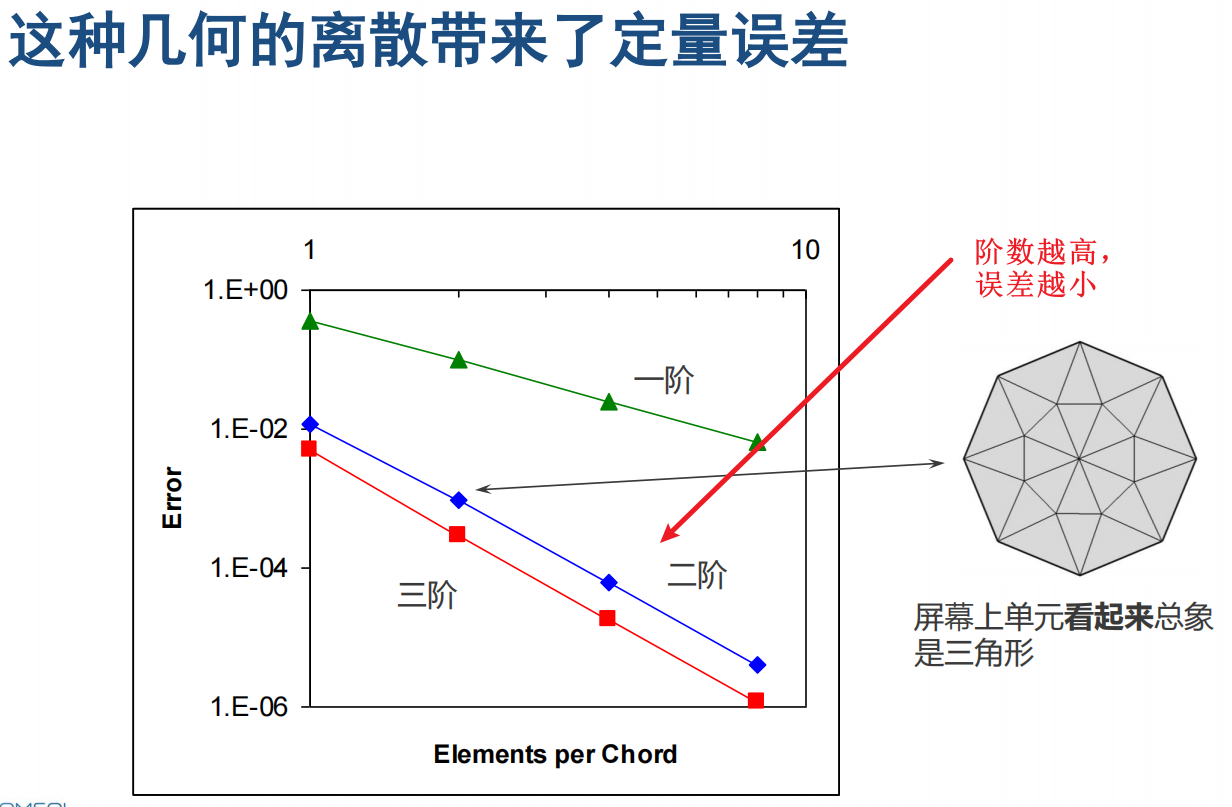 这种几何的离散带来了定量误差
1
10
1.E+00
1.E-02
1.E-04
1.E-06
Error
一阶
二阶
三阶
Elements per Chord
阶数越高，
误差越小
屏幕上单元看起来总象
是三角形